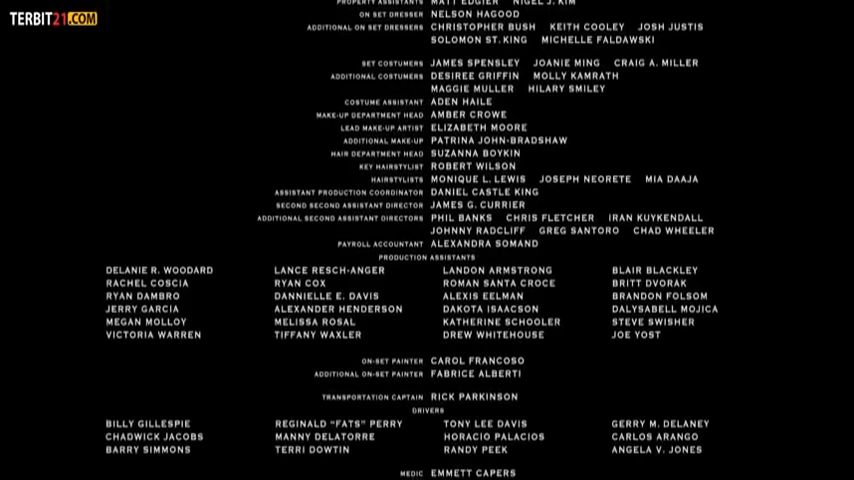 TERBIT21.COM
PROPERTY ASSISTANTS MATT EDGIER NIGEL J. KIM
ON SET DRESSER NELSON HAGOOD
ADDITIONAL ON SET DRESSERS CHRISTOPHER BUSH KEITH COOLEY JOSH JUSTIS
SOLOMON ST. KING MICHELLE FALDAWSKI
SET COSTUMERS JAMES SPENSLEY JOANIE MING CRAIG A. MILLER
ADDITIONAL COSTUMERS DESIREE GRIFFIN MOLLY KAMRATH
MAGGIE MULLER HILARY SMILEY
COSTUME ASSISTANT ADEN HAILE
MAKE-UP DEPARTMENT HEAD AMBER CROWE
LEAD MAKE-UP ARTIST ELIZABETH MOORE
ADDITIONAL MAKE-UP PATRINA JOHN-BRADSHAW
HAIR DEPARTMENT HEAD SUZANNA BOYKIN
KEY HAIRSTYLIST ROBERT WILSON
HAIRSTYLISTS MONIQUE L. LEWIS JOSEPH NEORETE MIA DAAJA
ASSISTANT PRODUCTION COORDINATOR DANIEL CASTLE KING
SECOND SECOND ASSISTANT DIRECTOR JAMES G. CURRIER
ADDITIONAL SECOND ASSISTANT DIRECTORS PHIL BANKS CHRIS FLETCHER IRAN KUYKENDALL
JOHNNY RADCLIFF GREG SANTORO CHAD WHEELER
PAYROLL ACCOUNTANT ALEXANDRA SOMAND
PRODUCTION ASSISTANTS
DELANIE R. WOODARD LANCE RESCH-ANGER LANDON ARMSTRONG BLAIR BLACKLEY
RACHEL COSCIA RYAN COX ROMAN SANTA CROCE BRITT DVORAK
RYAN DAMBRO DANNIELLE E. DAVIS ALEXIS EELMAN BRANDON FOLSOM
JERRY GARCIA ALEXANDER HENDERSON DAKOTA ISAACSON DALYSABELL MOJICA
MEGAN MOLLOY MELISSA ROSAL KATHERINE SCHOOLER STEVE SWISHER
VICTORIA WARREN TIFFANY WAXLER DREW WHITEHOUSE JOE YOST
ON-SET PAINTER CAROL FRANCOSO
ADDITIONAL ON-SET PAINTER FABRICE ALBERTI
TRANSPORTATION CAPTAIN RICK PARKINSON
DRIVERS
BILLY GILLESPIE REGINALD "FATS" PERRY TONY LEE DAVIS GERRY M. DELANEY
CHADWICK JACOBS MANNY DELATORRE HORACIO PALACIOS CARLOS ARANGO
BARRY SIMMONS TERRI DOWTIN RANDY PEEK ANGELA V. JONES
MEDIC EMMETT CAPERS